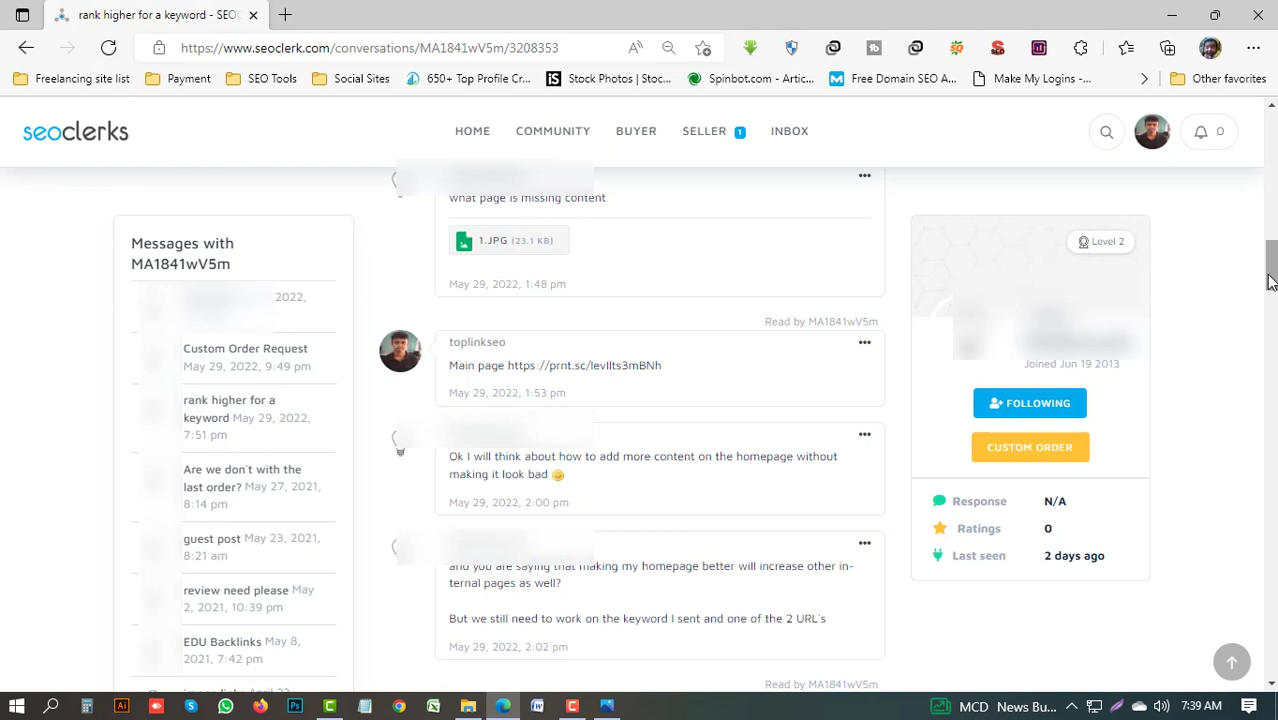 rank higher for a keyword - SEO
https://www.seoclerk.com/conversations/MA1841wV5m/3208353
Freelancing site list
Payment
SEO Tools
Social Sites
650+ Top Profile Cr...
Stock Photos | Stoc...
Spinbot.com - Artic...
Free Domain SEO A...
Make My Logins -...
Other favorites
seoclerks
HOME
COMMUNITY
BUYER
SELLER 1
INBOX
0
Messages with
MA1841wV5m
2022,
Custom Order Request
May 29, 2022, 9:49 pm
rank higher for a
keyword May 29, 2022,
7:51 pm
Are we don't with the
last order? May 27, 2021,
8:14 pm
guest post May 23, 2021,
8:21 am
review need please May
2, 2021, 10:39 pm
EDU Backlinks May 8,
2021, 7:42 pm
what page is missing content
1.JPG (23.1 KB)
May 29, 2022, 1:48 pm
Read by MA1841wV5m
toplinkseo
Main page https://prnt.sc/IevIlts3mBNh
May 29, 2022, 1:53 pm
Ok I will think about how to add more content on the homepage without
making it look bad
May 29, 2022, 2:00 pm
and you are saying that making my homepage better will increase other in-
ternal pages as well?
But we still need to work on the keyword I sent and one of the 2 URL's
May 29, 2022, 2:02 pm
Read by MA1841wV5m
Level 2
Joined Jun 19 2013
FOLLOWING
CUSTOM ORDER
Response N/A
Ratings 0
Last seen 2 days ago
MCD News Bu...
7:39 AM